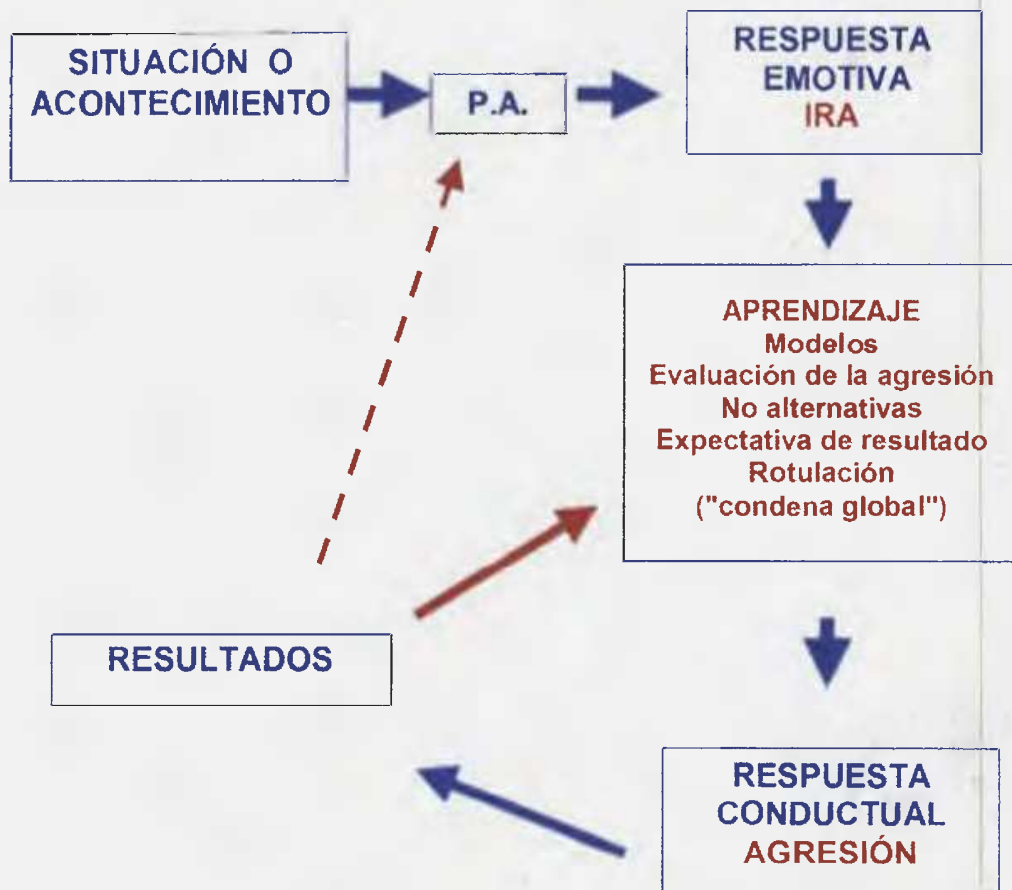 SITUACIÓN O
ACONTECIMIENTO
P.A.
RESPUESTA
EMOTIVA
IRA
APRENDIZAJE
Modelos
Evaluación de la agresión
No alternativas
Expectativa de resultado
Rotulación
("condena global")
RESULTADOS
RESPUESTA
CONDUCTUAL
AGRESIÓN